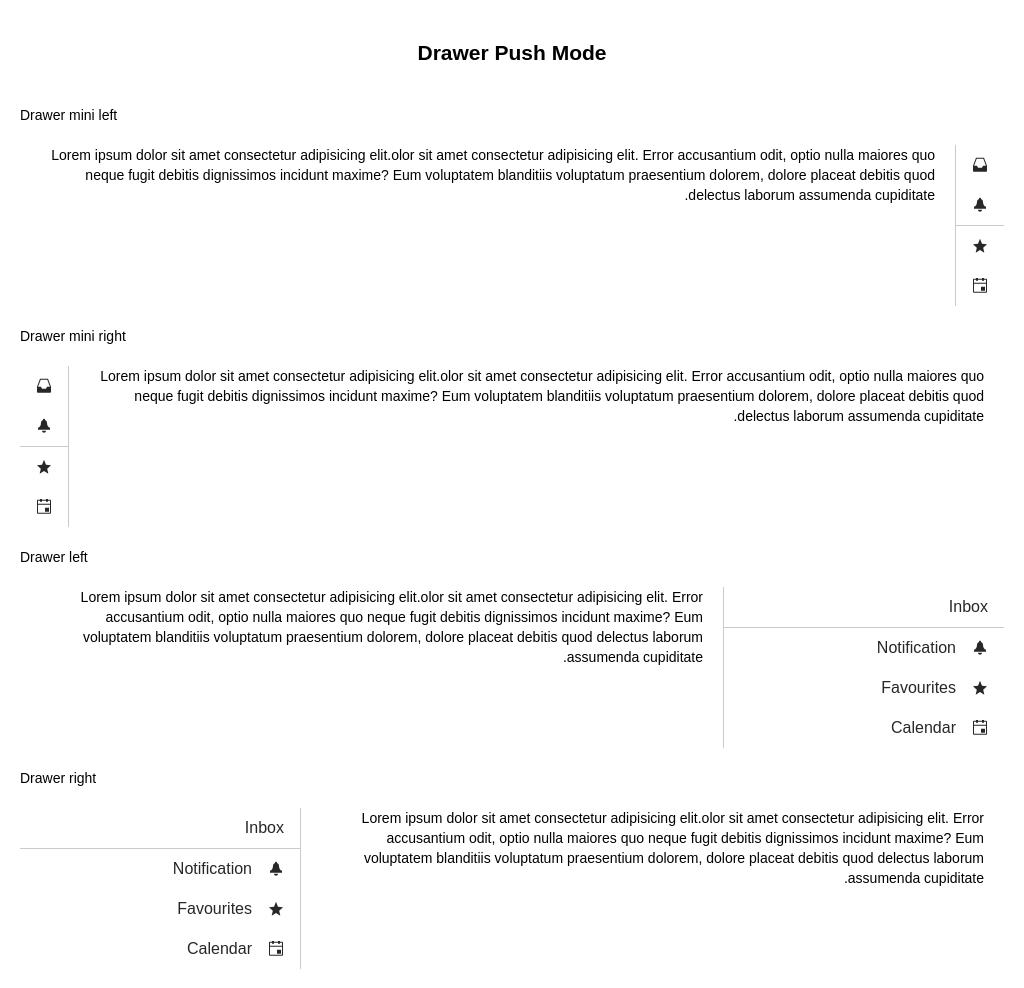 Drawer Push Mode
Drawer mini left
Lorem ipsum dolor sit amet consectetur adipisicing elit.olor sit amet consectetur adipisicing elit. Error accusantium odit, optio nulla maiores quo
neque fugit debitis dignissimos incidunt maxime? Eum voluptatem blanditiis voluptatum praesentium dolorem, dolore placeat debitis quod
.delectus laborum assumenda cupiditate
Drawer mini right
Lorem ipsum dolor sit amet consectetur adipisicing elit.olor sit amet consectetur adipisicing elit. Error accusantium odit, optio nulla maiores quo
neque fugit debitis dignissimos incidunt maxime? Eum voluptatem blanditiis voluptatum praesentium dolorem, dolore placeat debitis quod
.delectus laborum assumenda cupiditate
Drawer left
Lorem ipsum dolor sit amet consectetur adipisicing elit.olor sit amet consectetur adipisicing elit. Error
accusantium odit, optio nulla maiores quo neque fugit debitis dignissimos incidunt maxime? Eum
voluptatem blanditiis voluptatum praesentium dolorem, dolore placeat debitis quod delectus laborum
.assumenda cupiditate
Inbox
Notification
Favourites
Calendar
Drawer right
Inbox
Notification
Favourites
Calendar
Lorem ipsum dolor sit amet consectetur adipisicing elit.olor sit amet consectetur adipisicing elit. Error
accusantium odit, optio nulla maiores quo neque fugit debitis dignissimos incidunt maxime? Eum
voluptatem blanditiis voluptatum praesentium dolorem, dolore placeat debitis quod delectus laborum
.assumenda cupiditate